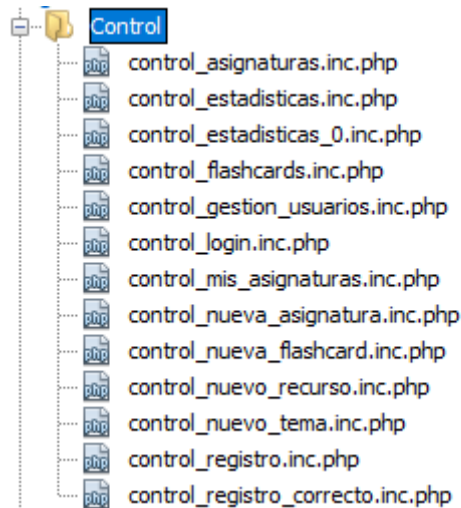 Control
control_asignaturas.inc.php
control_estadisticas.inc.php
control_estadisticas_0.inc.php
control_flashcards.inc.php
control_gestion_usuarios.inc.php
control_login.inc.php
control_mis_asignaturas.inc.php
control_nueva_asignatura.inc.php
control_nueva_flashcard.inc.php
control_nuevo_recurso.inc.php
control_nuevo_tema.inc.php
control_registro.inc.php
control_registro_correcto.inc.php